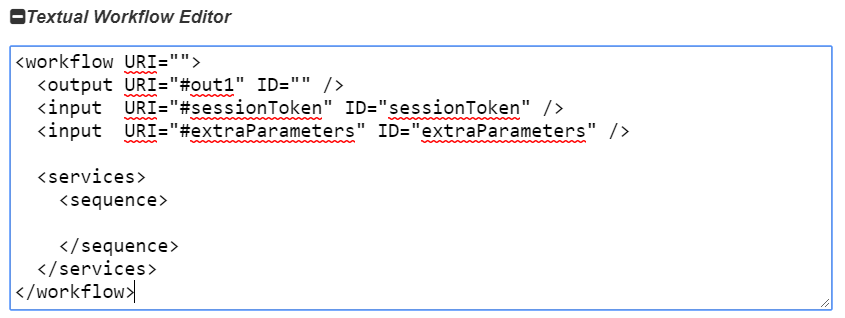 Textual Workflow Editor
<workflow URI="">
  <output URI="#out1" ID="" />
  <input  URI="#sessionToken" ID="sessionToken" />
  <input  URI="#extraParameters" ID="extraParameters" />
  <services>
    <sequence>
    </sequence>
  </services>
</workflow>